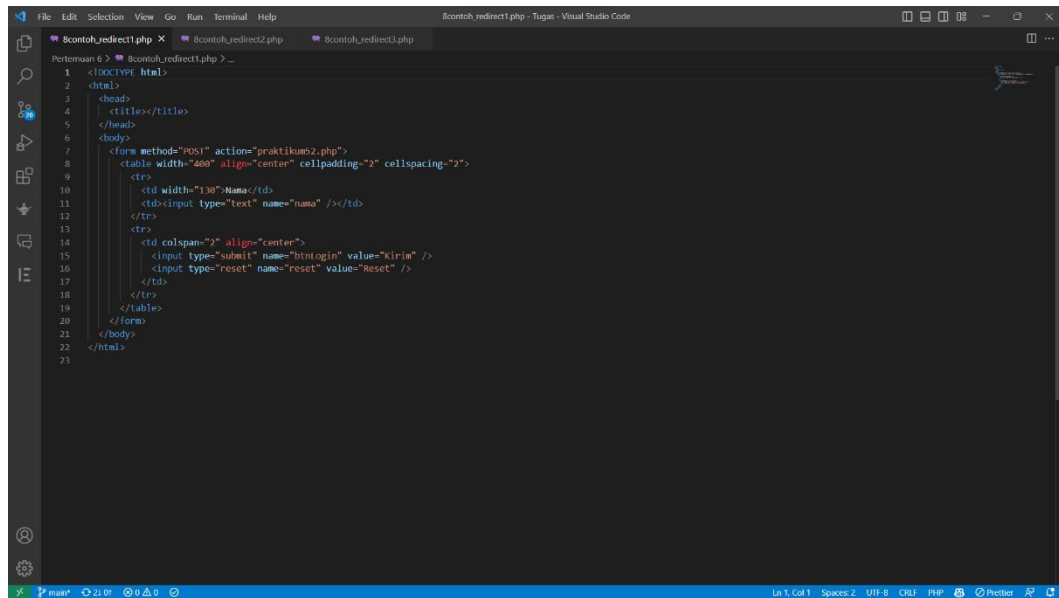 File Edit Selection View Go Run Terminal Help
8contoh_redirect1.php - Tugas - Visual Studio Code
8contoh_redirect1.php 8contoh_redirect2.php 8contoh_redirect3.php
Pertemuan 6 > 8contoh_redirect1.php > ...
1 <!DOCTYPE html>
2 <html>
3 <head>
4 <title></title>
5 </head>
6 <body>
7 <form method="POST" action="praktikum52.php">
8 <table width="400" align="center" cellpadding="2" cellspacing="2">
9 <tr>
10 <td width="130">Nama</td>
11 <td><input type="text" name="nama" /></td>
12 </tr>
13 <tr>
14 <td colspan="2" align="center">
15 <input type="submit" name="btnLogin" value="Kirim" />
16 <input type="reset" name="reset" value="Reset" />
17 </td>
18 </tr>
19 </table>
20 </form>
21 </body>
22 </html>
23
20
main* 2↓ 0↑ 0 0 Ln 1, Col 1 Spaces: 2 UTF-8 CRLF PHP Prettier